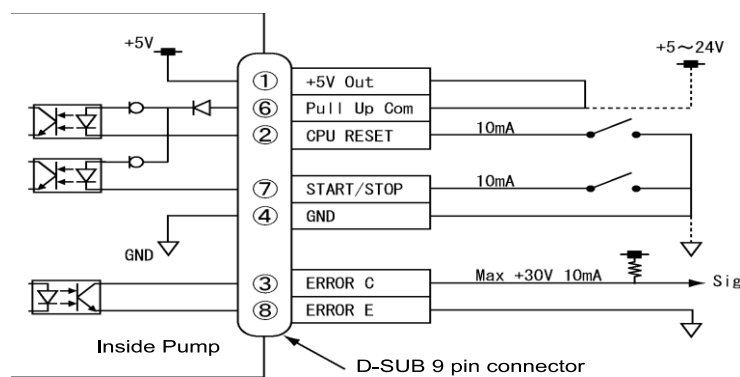 +5V
+5～24V
① +5V Out
⑥ Pull Up Com
② CPU RESET 10mA
⑦ START/STOP 10mA
④ GND
GND
③ ERROR C Max +30V 10mA Sig
⑧ ERROR E
Inside Pump
D-SUB 9 pin connector